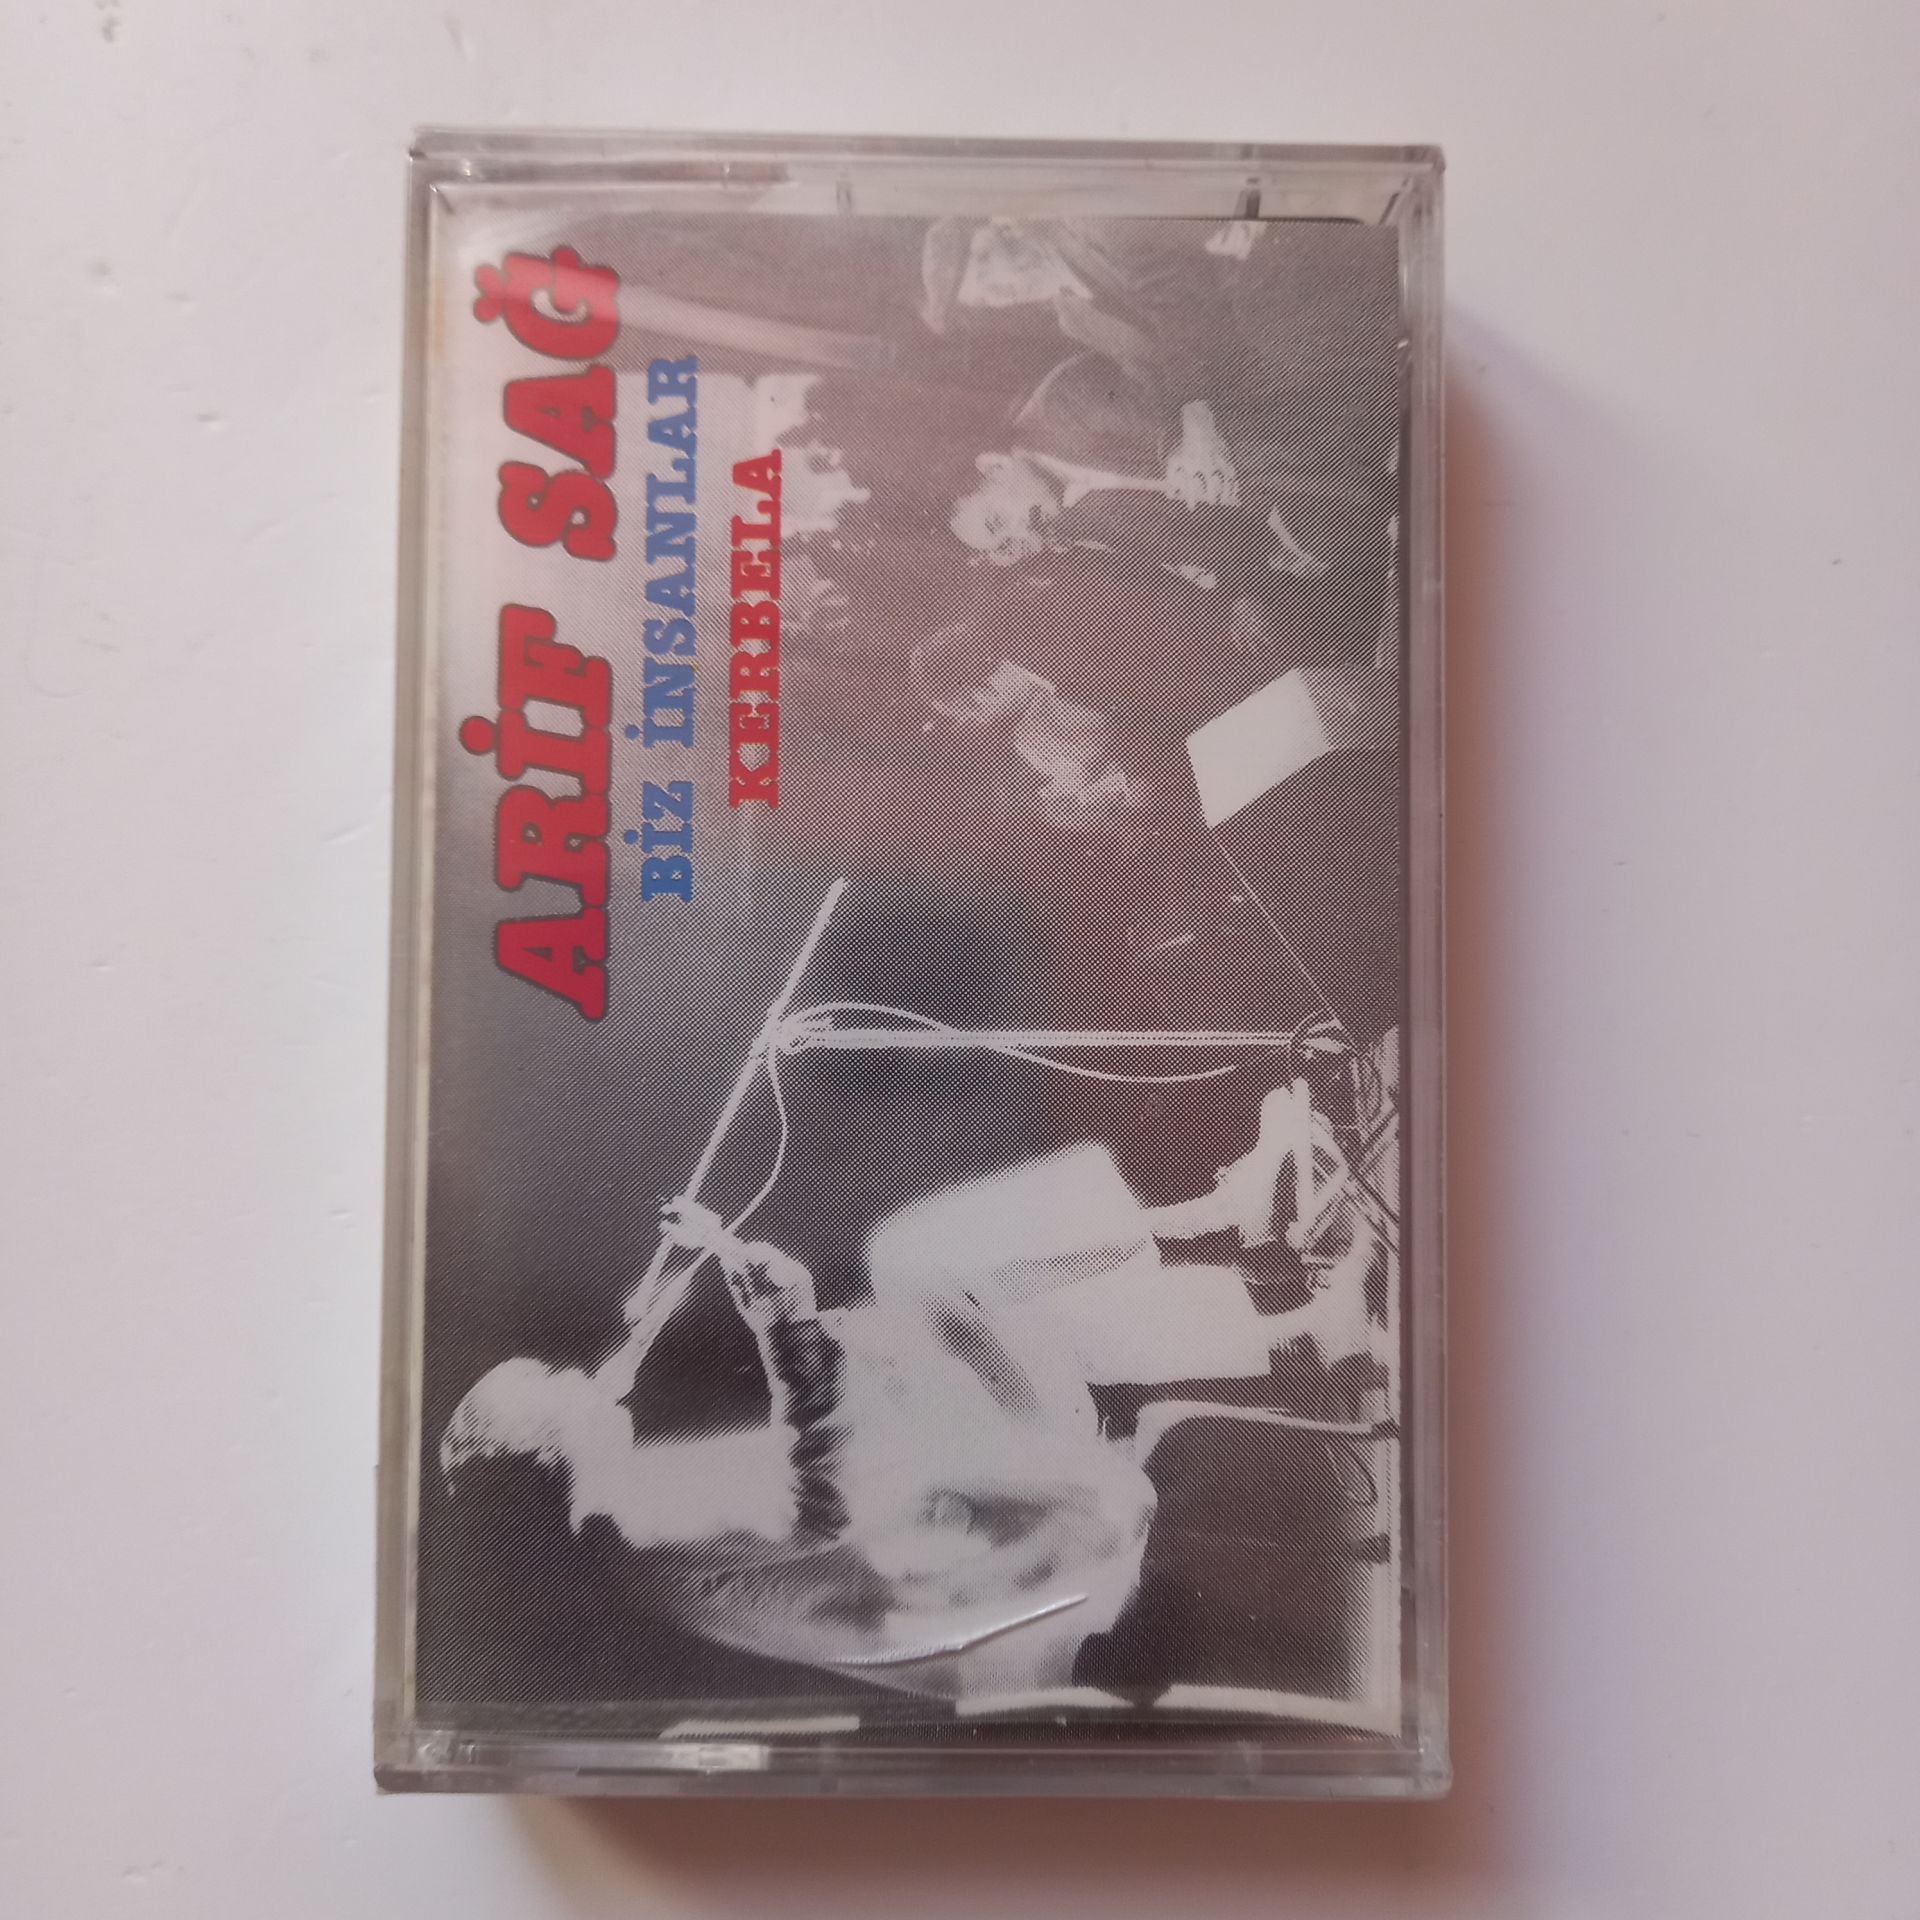 ARİF SAĞ
BİZ İNSANLAR
KERBELA